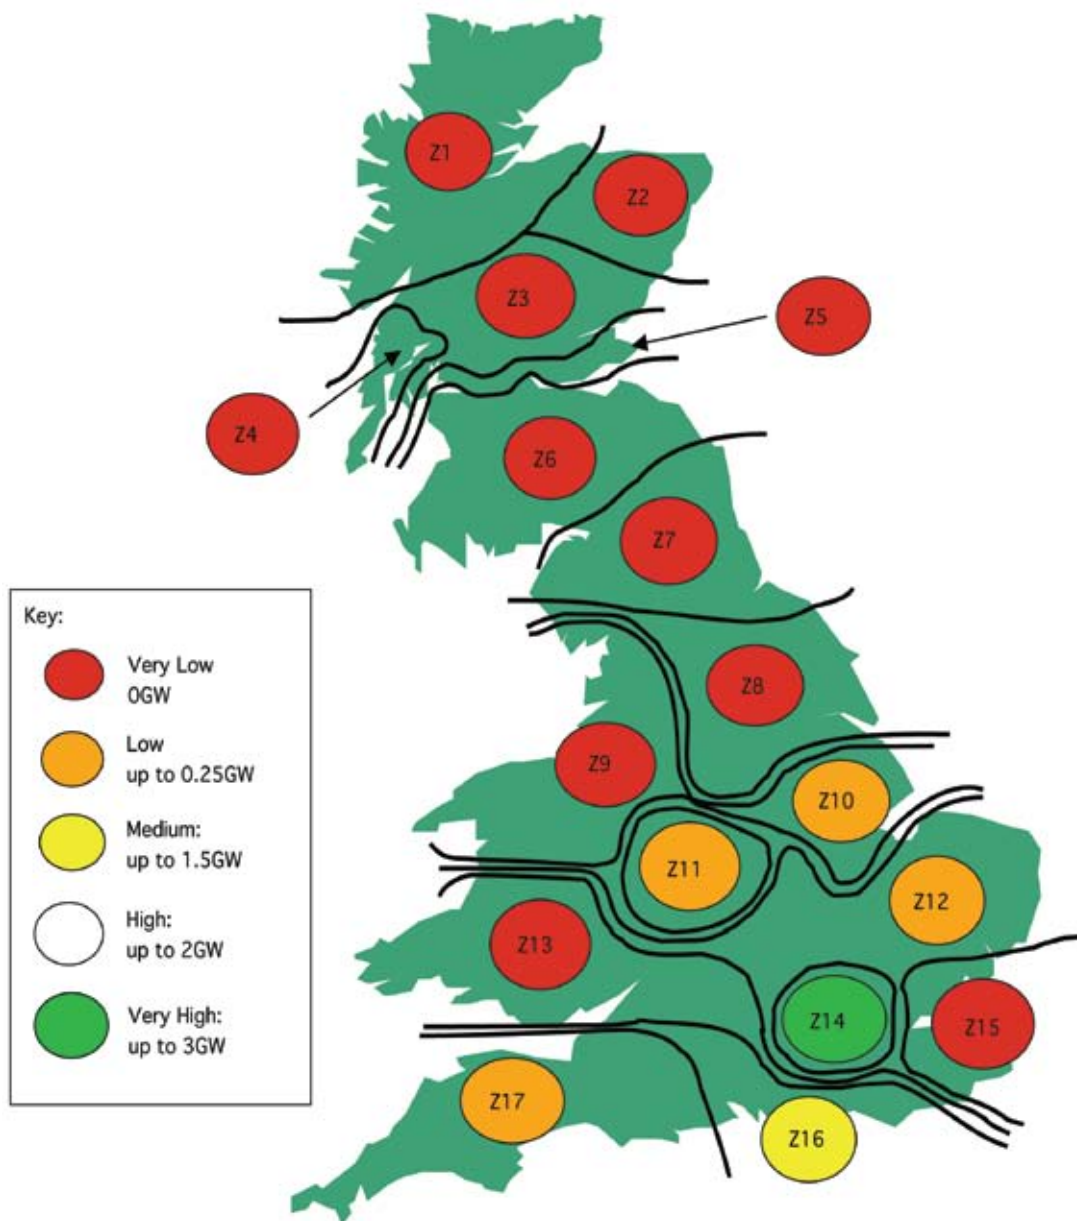 Z1
Z2
Z3
Z5
Z4
Z6
Z7
Key:
Very Low
0GW
Low
up to 0.25GW
Medium:
up to 1.5GW
High:
up to 2GW
Very High:
up to 3GW
Z8
Z9
Z10
Z11
Z12
Z13
Z14
Z15
Z17
Z16